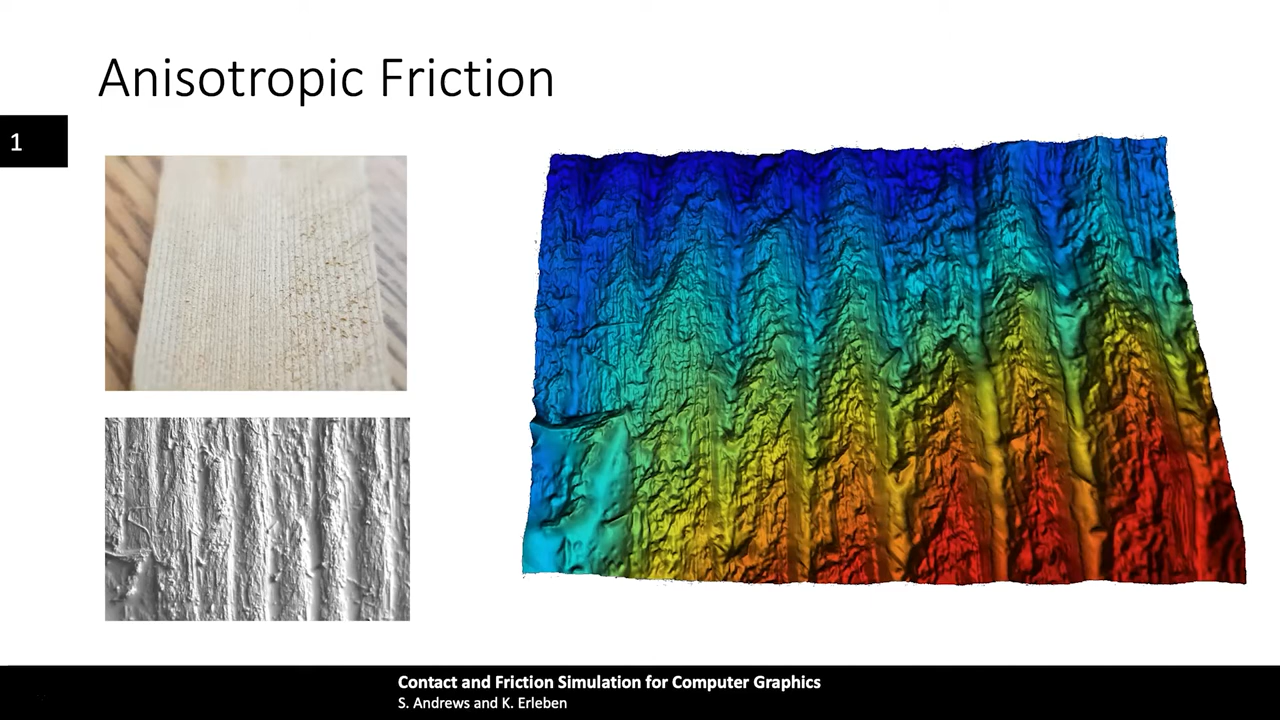 Anisotropic Friction
1
Contact and Friction Simulation for Computer Graphics
S. Andrews and K. Erleben